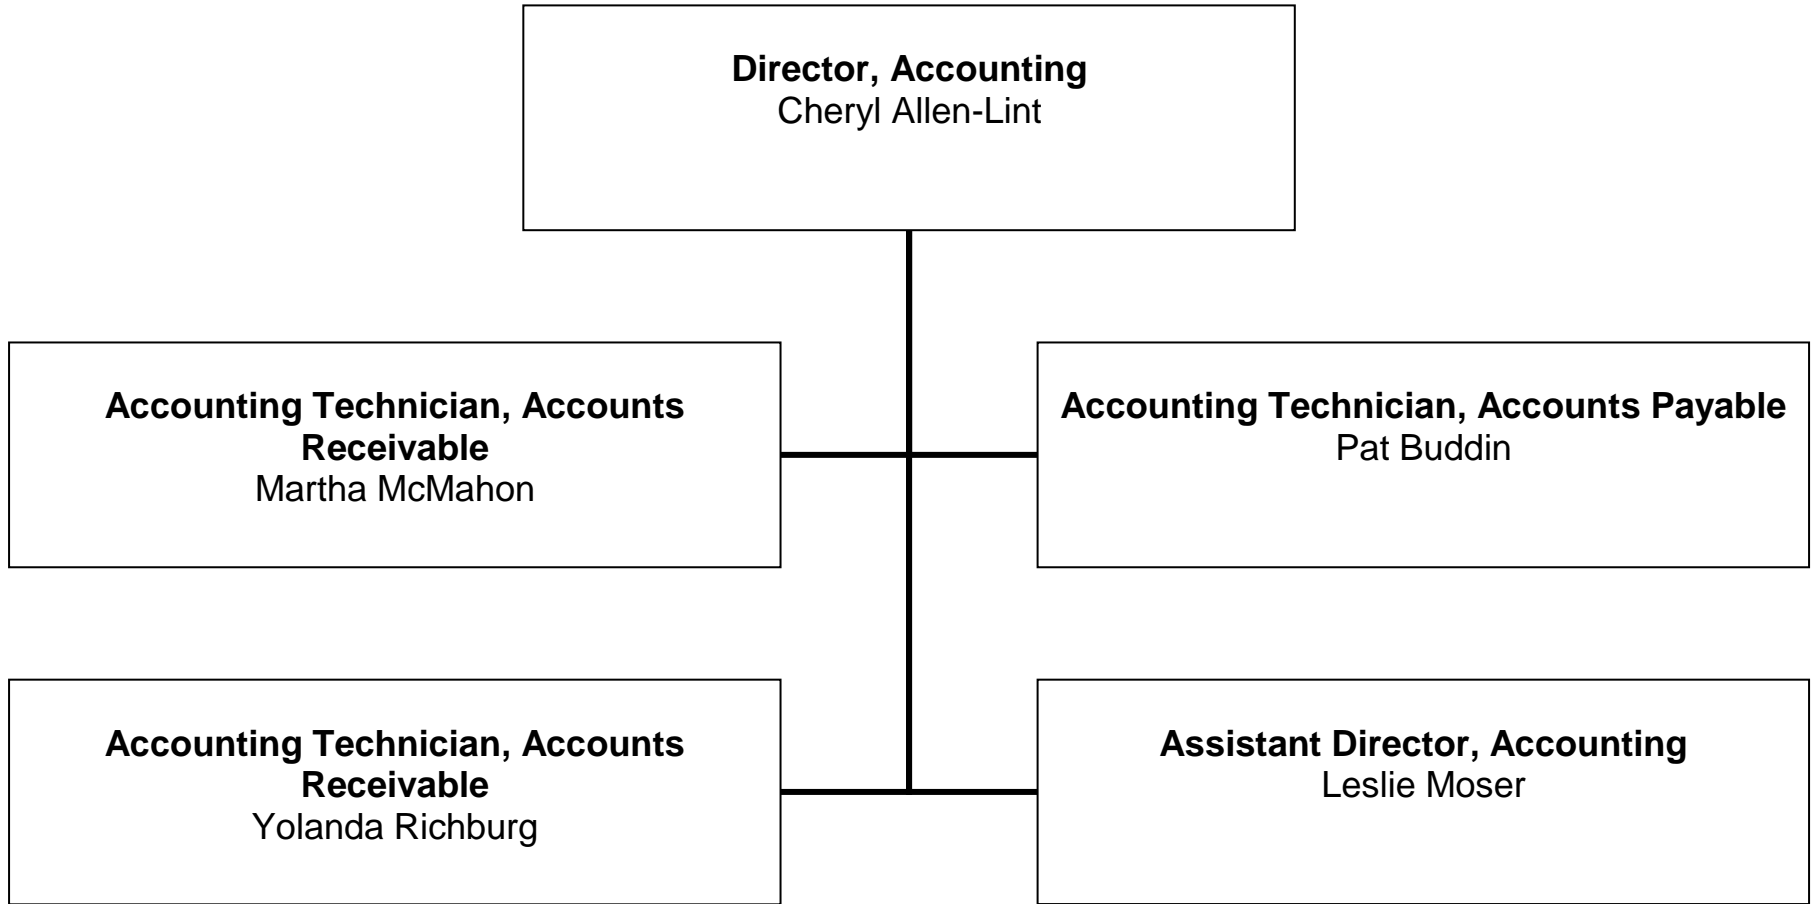 Director, Accounting
Cheryl Allen-Lint
Accounting Technician, Accounts
Receivable
Martha McMahon
Accounting Technician, Accounts Payable
Pat Buddin
Accounting Technician, Accounts
Receivable
Yolanda Richburg
Assistant Director, Accounting
Leslie Moser